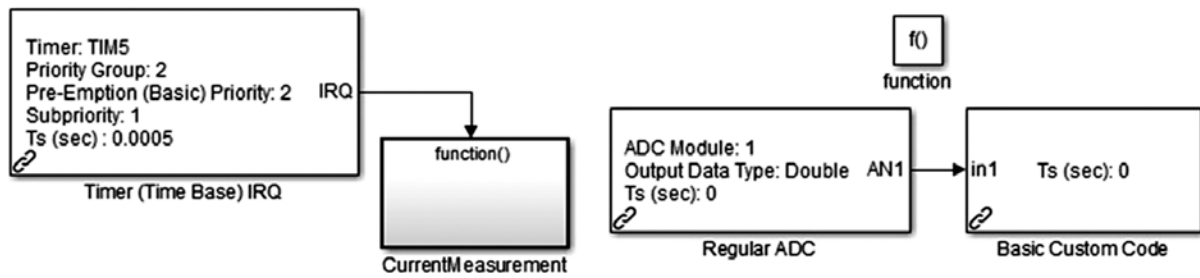 Timer: TIM5
Priority Group: 2
Pre-Emption (Basic) Priority: 2
IRQ
Subpriority: 1
Ts (sec) : 0.0005
Timer (Time Base) IRQ
function()
CurrentMeasurement
f()
function
ADC Module: 1
Output Data Type: Double
AN1
Ts (sec): 0
Regular ADC
in1
Ts (sec): 0
Basic Custom Code